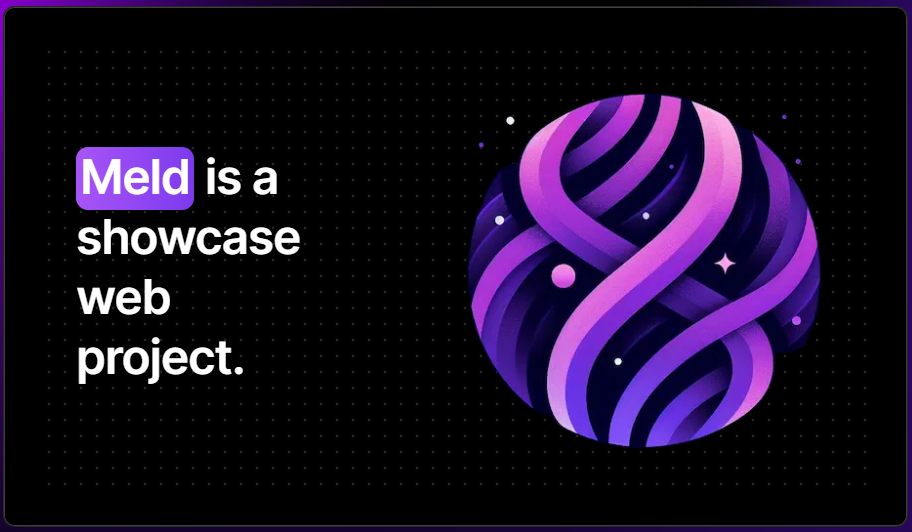 Meld is a
showcase
web
project.